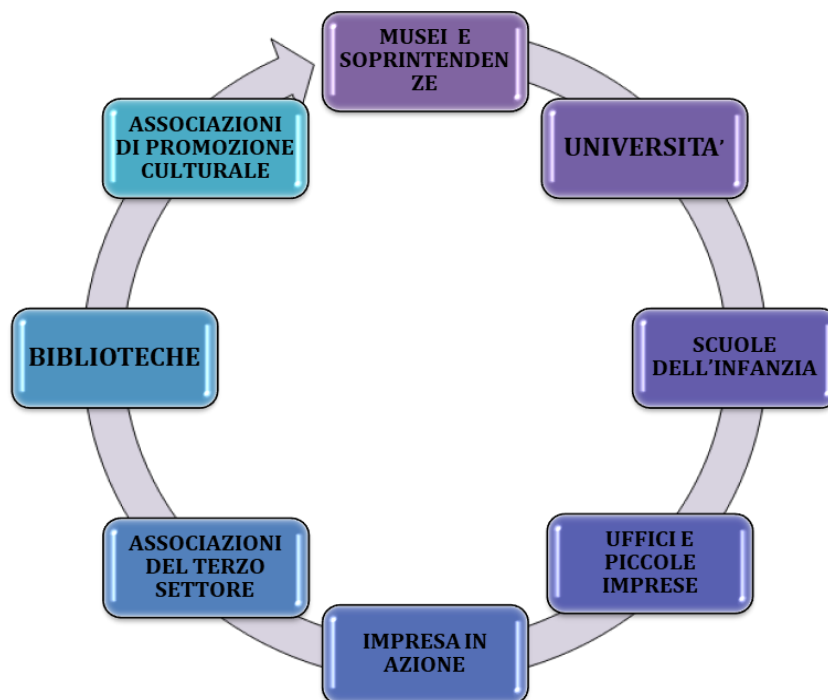 MUSEI E
SOPRINTENDEN
ZE
UNIVERSITA’
SCUOLE
DELL’INFANZIA
UFFICI E
PICCOLE
IMPRESE
IMPRESA IN
AZIONE
ASSOCIAZIONI
DEL TERZO
SETTORE
BIBLIOTECHE
ASSOCIAZIONI
DI PROMOZIONE
CULTURALE